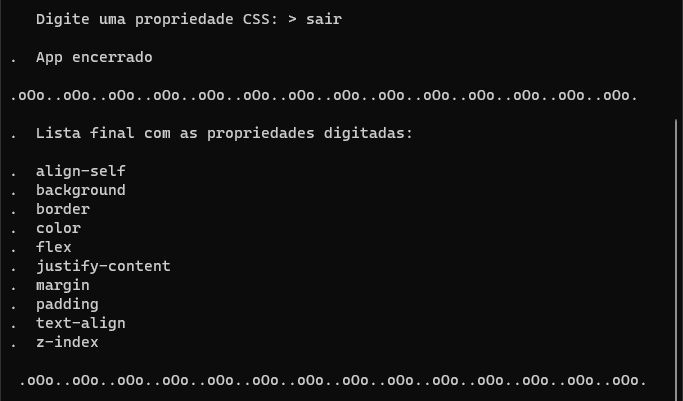 Digite uma propriedade CSS: > sair
. App encerrado
.oOo..oOo..oOo..oOo..oOo..oOo..oOo..oOo..oOo..oOo..oOo..oOo..oOo..oOo.
. Lista final com as propriedades digitadas:
. align-self
. background
. border
. color
. flex
. justify-content
. margin
. padding
. text-align
. z-index
.oOo..oOo..oOo..oOo..oOo..oOo..oOo..oOo..oOo..oOo..oOo..oOo..oOo..oOo.